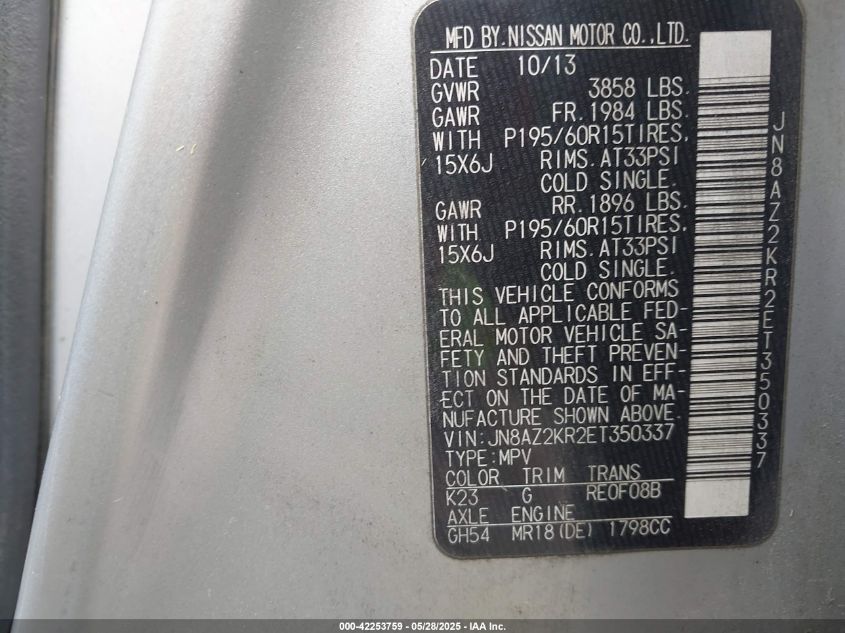 MFD BY.NISSAN MOTOR CO.,LTD.
DATE 10/13
GVWR 3858 LBS.
GAWR FR.1984 LBS.
WITH P195/60R15TIRES,
15X6J RIMS.AT33PSI
COLD SINGLE.
GAWR RR.1896 LBS.
WITH P195/60R15TIRES,
15X6J RIMS.AT33PSI
COLD SINGLE.
THIS VEHICLE CONFORMS
TO ALL APPLICABLE FED-
ERAL MOTOR VEHICLE SA-
FETY AND THEFT PREVEN-
TION STANDARDS IN EFF-
ECT ON THE DATE OF MA-
NUFACTURE SHOWN ABOVE.
VIN:JN8AZ2KR2ET350337
TYPE:MPV
COLOR TRIM TRANS
K23 G RE0F08B
AXLE ENGINE
GH54 MR18(DE) 1798CC
JN8AZ2KR2ET350337
000-42253759 - 05/28/2025 - IAA Inc.